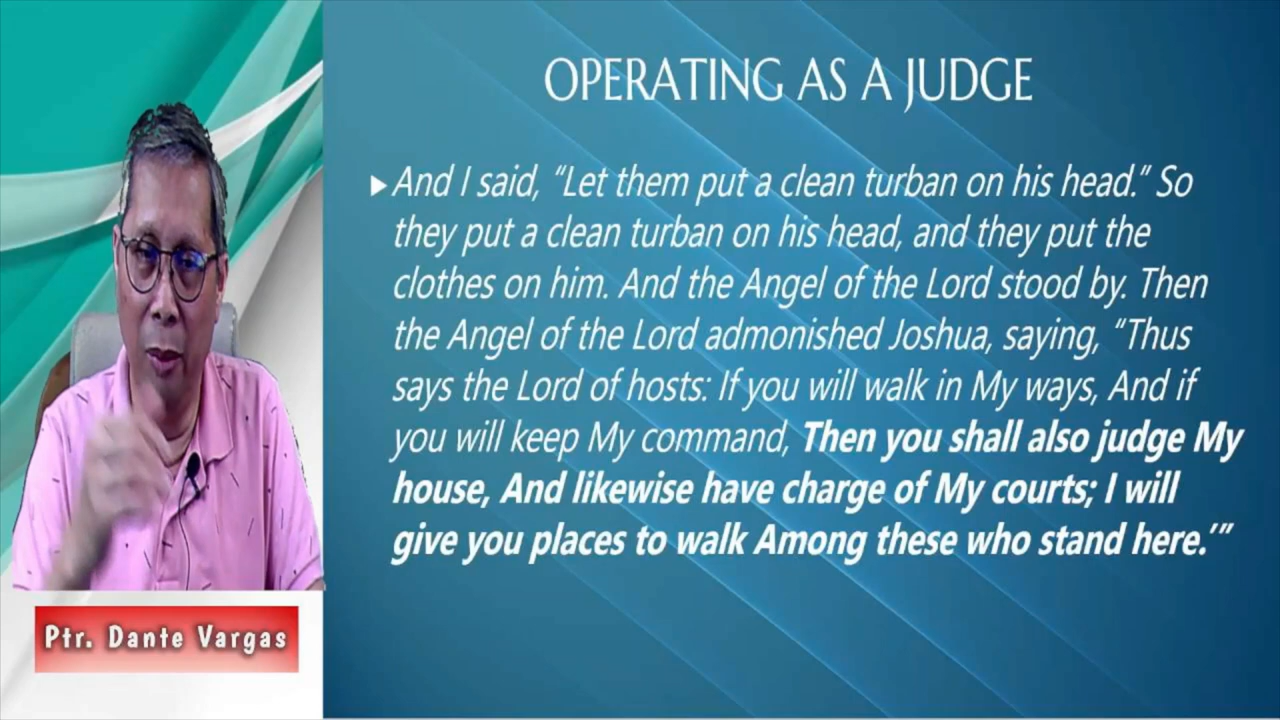 OPERATING AS A JUDGE
And I said, “Let them put a clean turban on his head.” So
they put a clean turban on his head, and they put the
clothes on him. And the Angel of the Lord stood by. Then
the Angel of the Lord admonished Joshua, saying, “Thus
says the Lord of hosts: If you will walk in My ways, And if
you will keep My command, Then you shall also judge My
house, And likewise have charge of My courts; I will
give you places to walk Among these who stand here.’”
Ptr. Dante Vargas